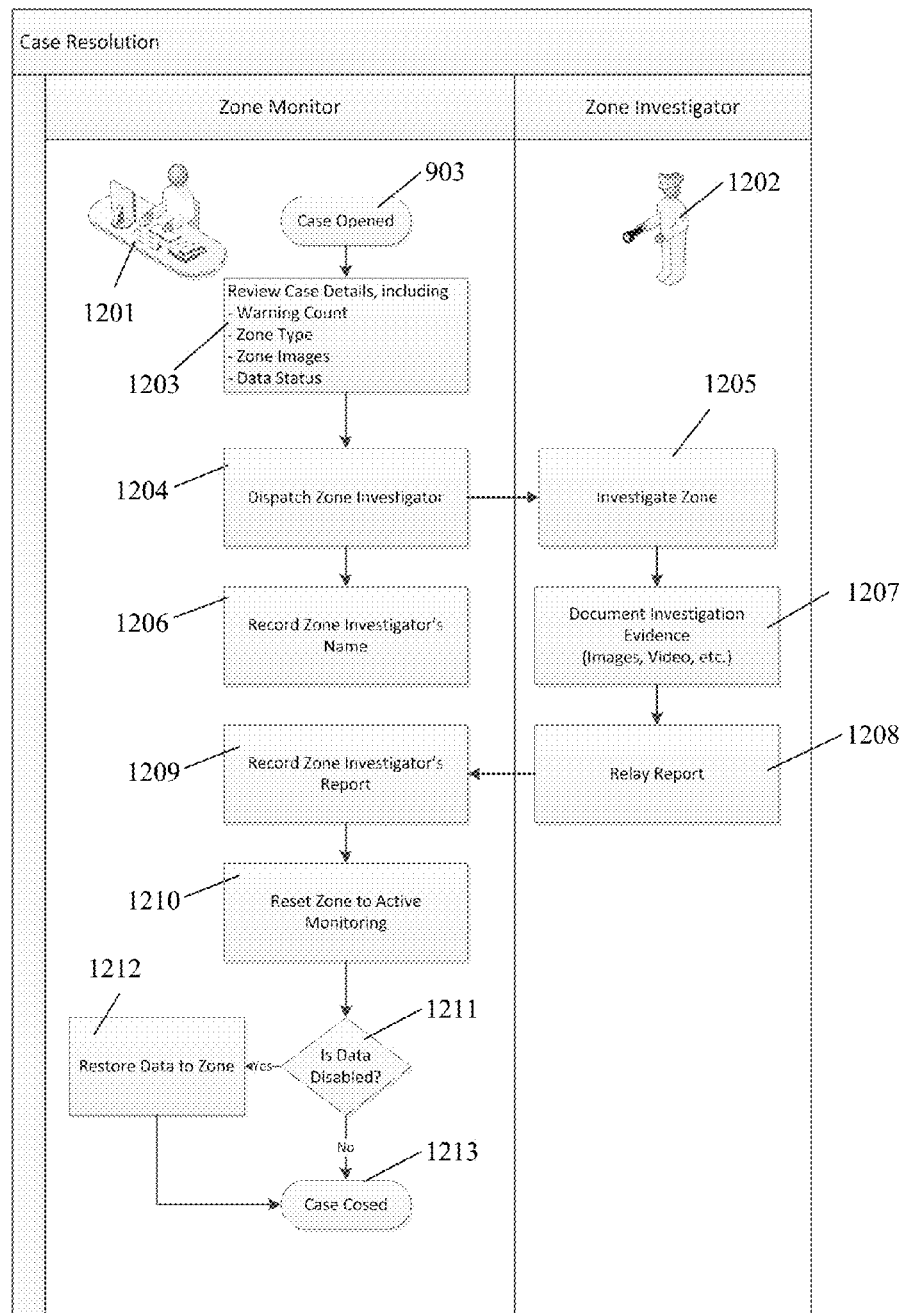 Case Resolution
Zone Monitor
Zone Investigator
903
1202
Case Opened
1201
Review Case Details, including
- Warning Count
- Zone Type
- Zone Images
- Data Status
1203
1205
1204
Dispatch Zone Investigator
Investigate Zone
1206
Record Zone Investigator's
Name
Document Investigation
Evidence
(Images, Video, etc.)
1207
1209
Record Zone Investigator's
Report
Relay Report
1208
1210
Reset Zone to Active
Monitoring
1212
1211
Restore Data to Zone
Yes
Is Data
Disabled?
No
1213
Case Cosed